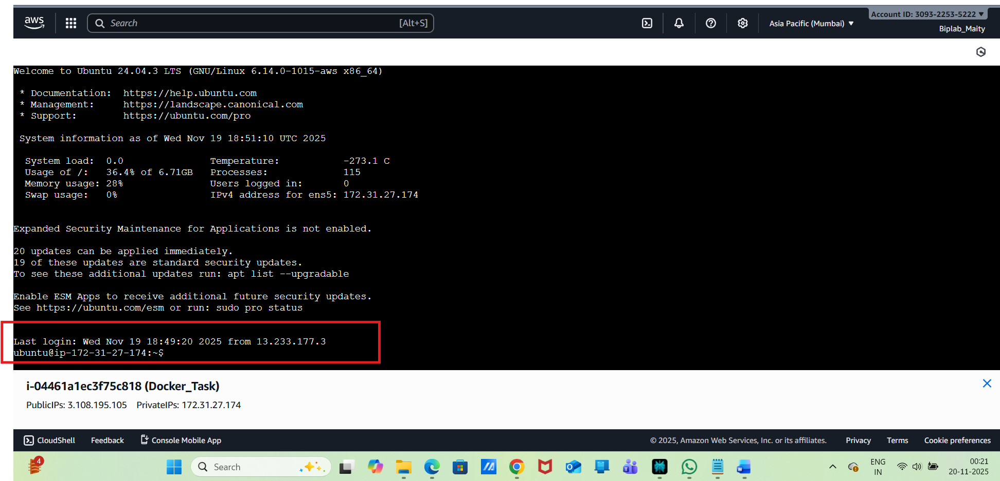 aws
Search [Alt+S]
Asia Pacific (Mumbai) ▼
Account ID: 3093-2253-5222 ▼
Biplab_Maity
Welcome to Ubuntu 24.04.3 LTS (GNU/Linux 6.14.0-1015-aws x86_64)
* Documentation: https://help.ubuntu.com
* Management: https://landscape.canonical.com
* Support: https://ubuntu.com/pro
System information as of Wed Nov 19 18:51:10 UTC 2025
System load: 0.0 Temperature: -273.1 C
Usage of /: 36.4% of 6.71GB Processes: 115
Memory usage: 28% Users logged in: 0
Swap usage: 0% IPv4 address for ens5: 172.31.27.174
Expanded Security Maintenance for Applications is not enabled.
20 updates can be applied immediately.
19 of these updates are standard security updates.
To see these additional updates run: apt list --upgradable
Enable ESM Apps to receive additional future security updates.
See https://ubuntu.com/esm or run: sudo pro status
Last login: Wed Nov 19 18:49:20 2025 from 13.233.177.3
ubuntu@ip-172-31-27-174:~$
i-04461a1ec3f75c818 (Docker_Task)
PublicIPs: 3.108.195.105 PrivateIPs: 172.31.27.174
CloudShell Feedback Console Mobile App © 2025, Amazon Web Services, Inc. or its affiliates. Privacy Terms Cookie preferences
4
Search
ENG
IN
00:21
20-11-2025